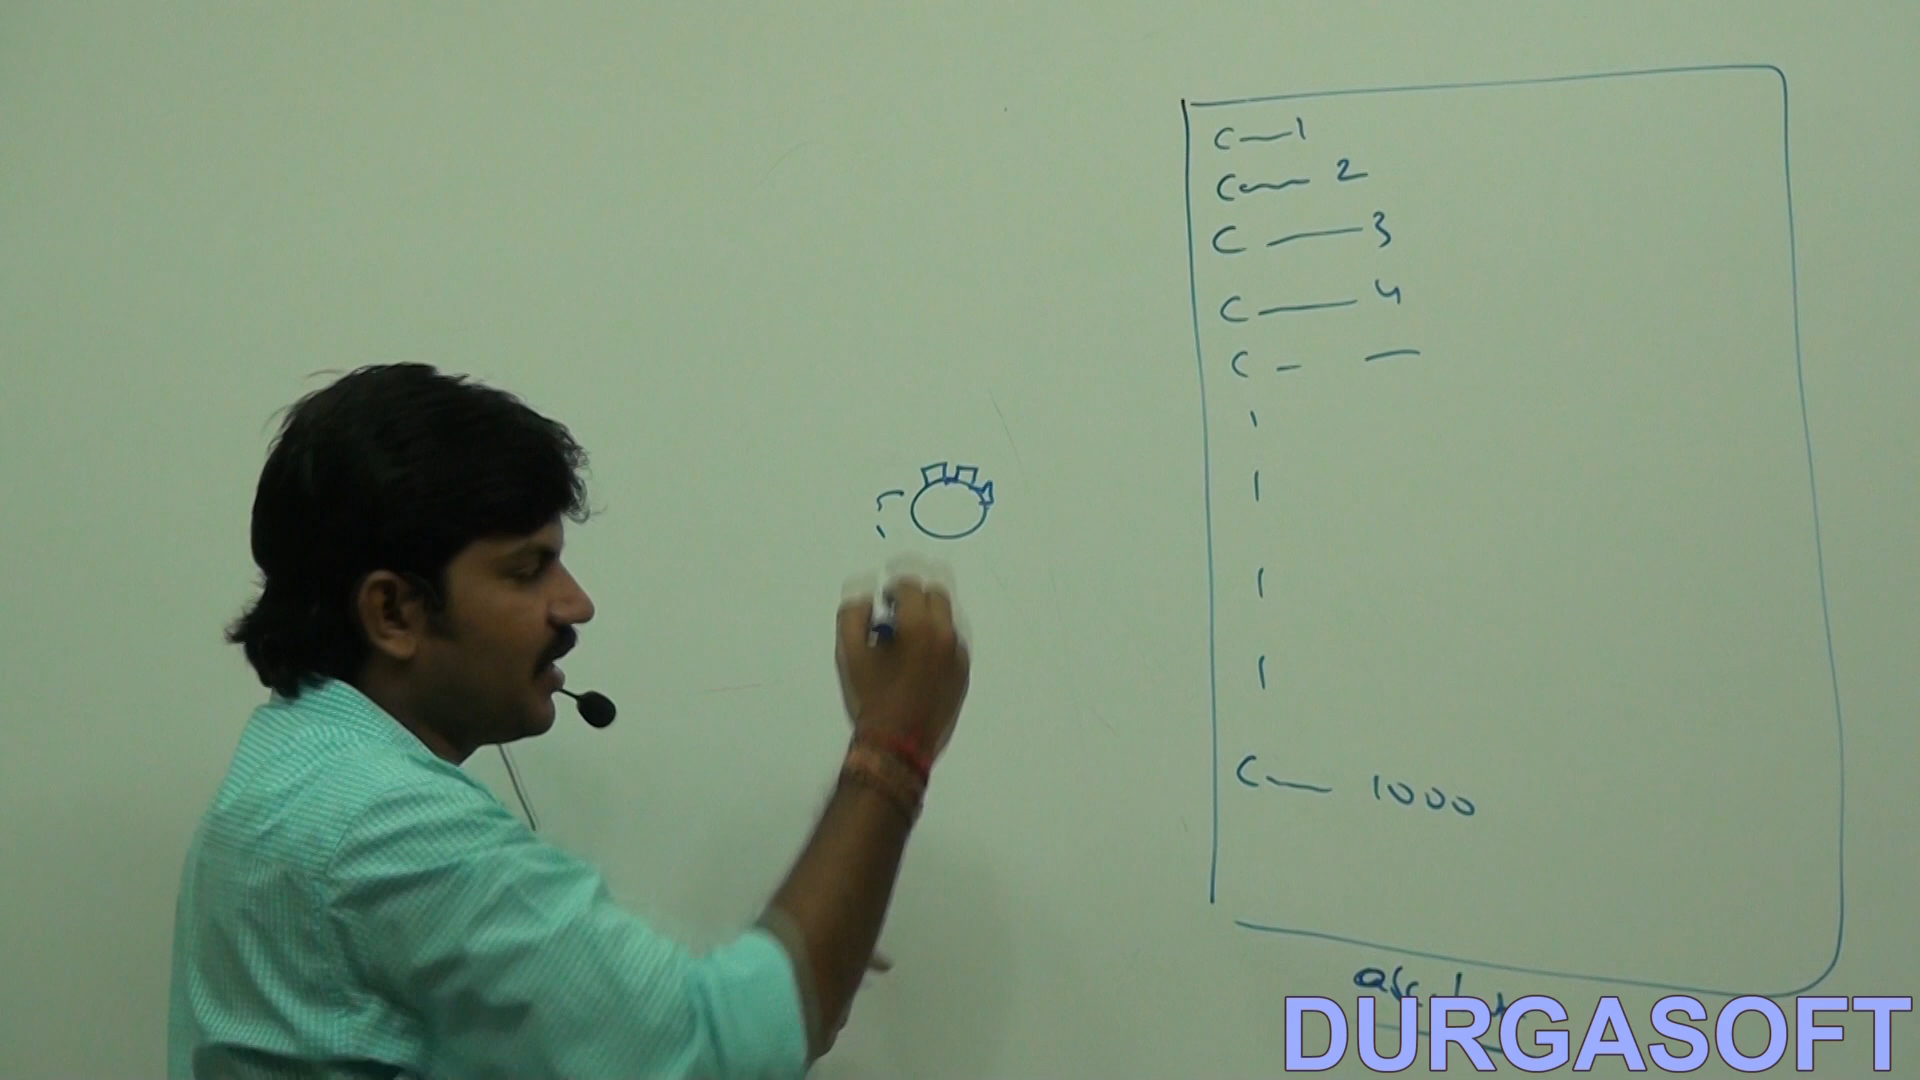 C—1
C— 2
C — 3
C — 4
C - —
C— 1000
DURGASOFT